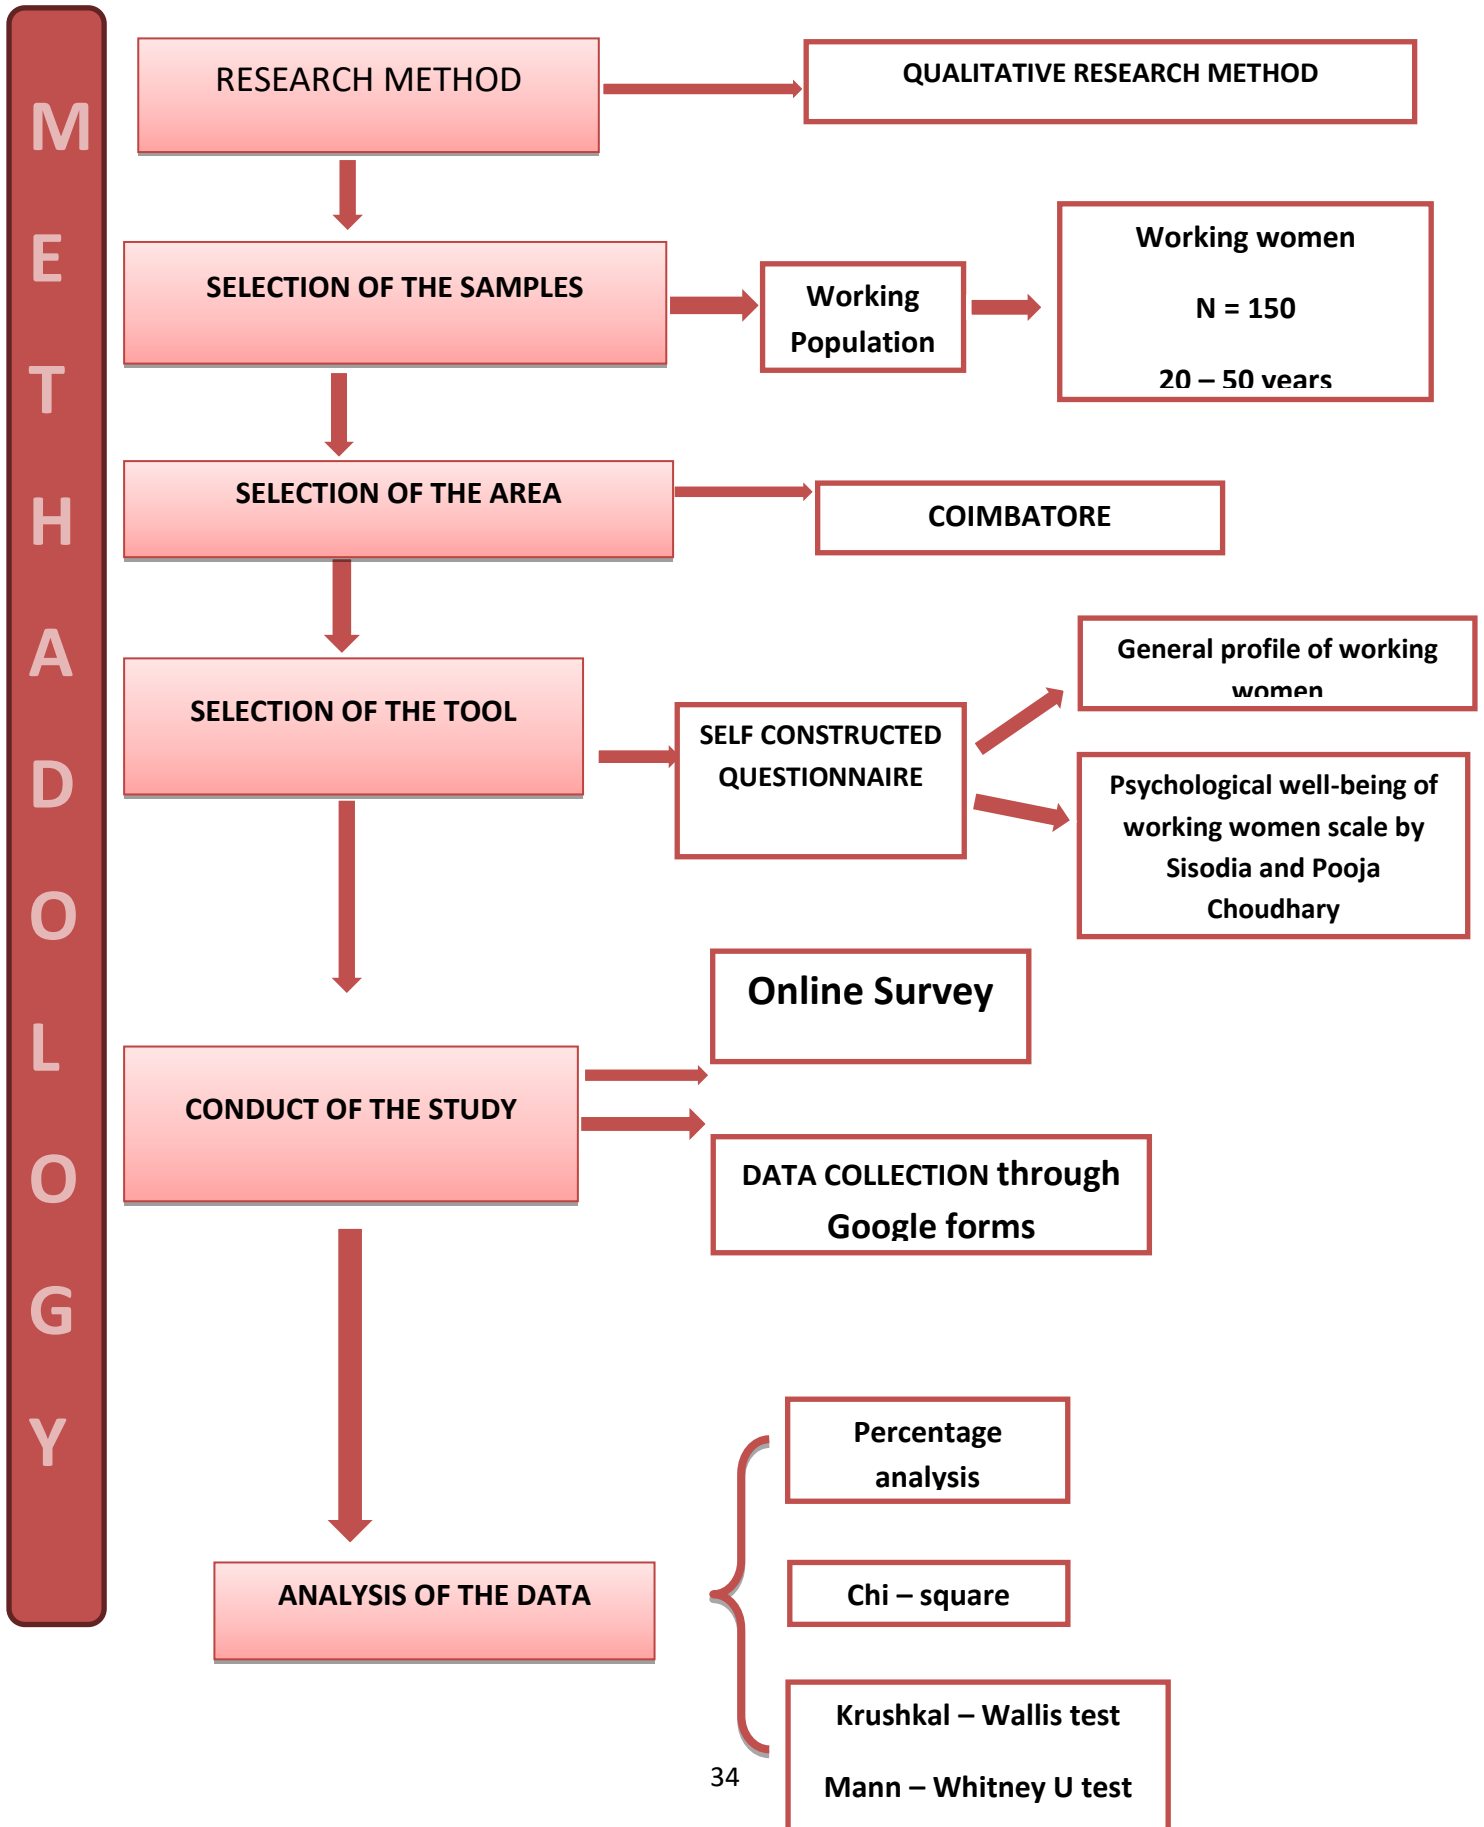 M
E
T
H
A
D
O
L
O
G
Y
RESEARCH METHOD
QUALITATIVE RESEARCH METHOD
SELECTION OF THE SAMPLES
Working
Population
Working women
N = 150
20 – 50 years
SELECTION OF THE AREA
COIMBATORE
SELECTION OF THE TOOL
SELF CONSTRUCTED
QUESTIONNAIRE
General profile of working
women
Psychological well-being of
working women scale by
Sisodia and Pooja
Choudhary
CONDUCT OF THE STUDY
Online Survey
DATA COLLECTION through
Google forms
ANALYSIS OF THE DATA
Percentage
analysis
Chi – square
Krushkal – Wallis test
Mann – Whitney U test
34